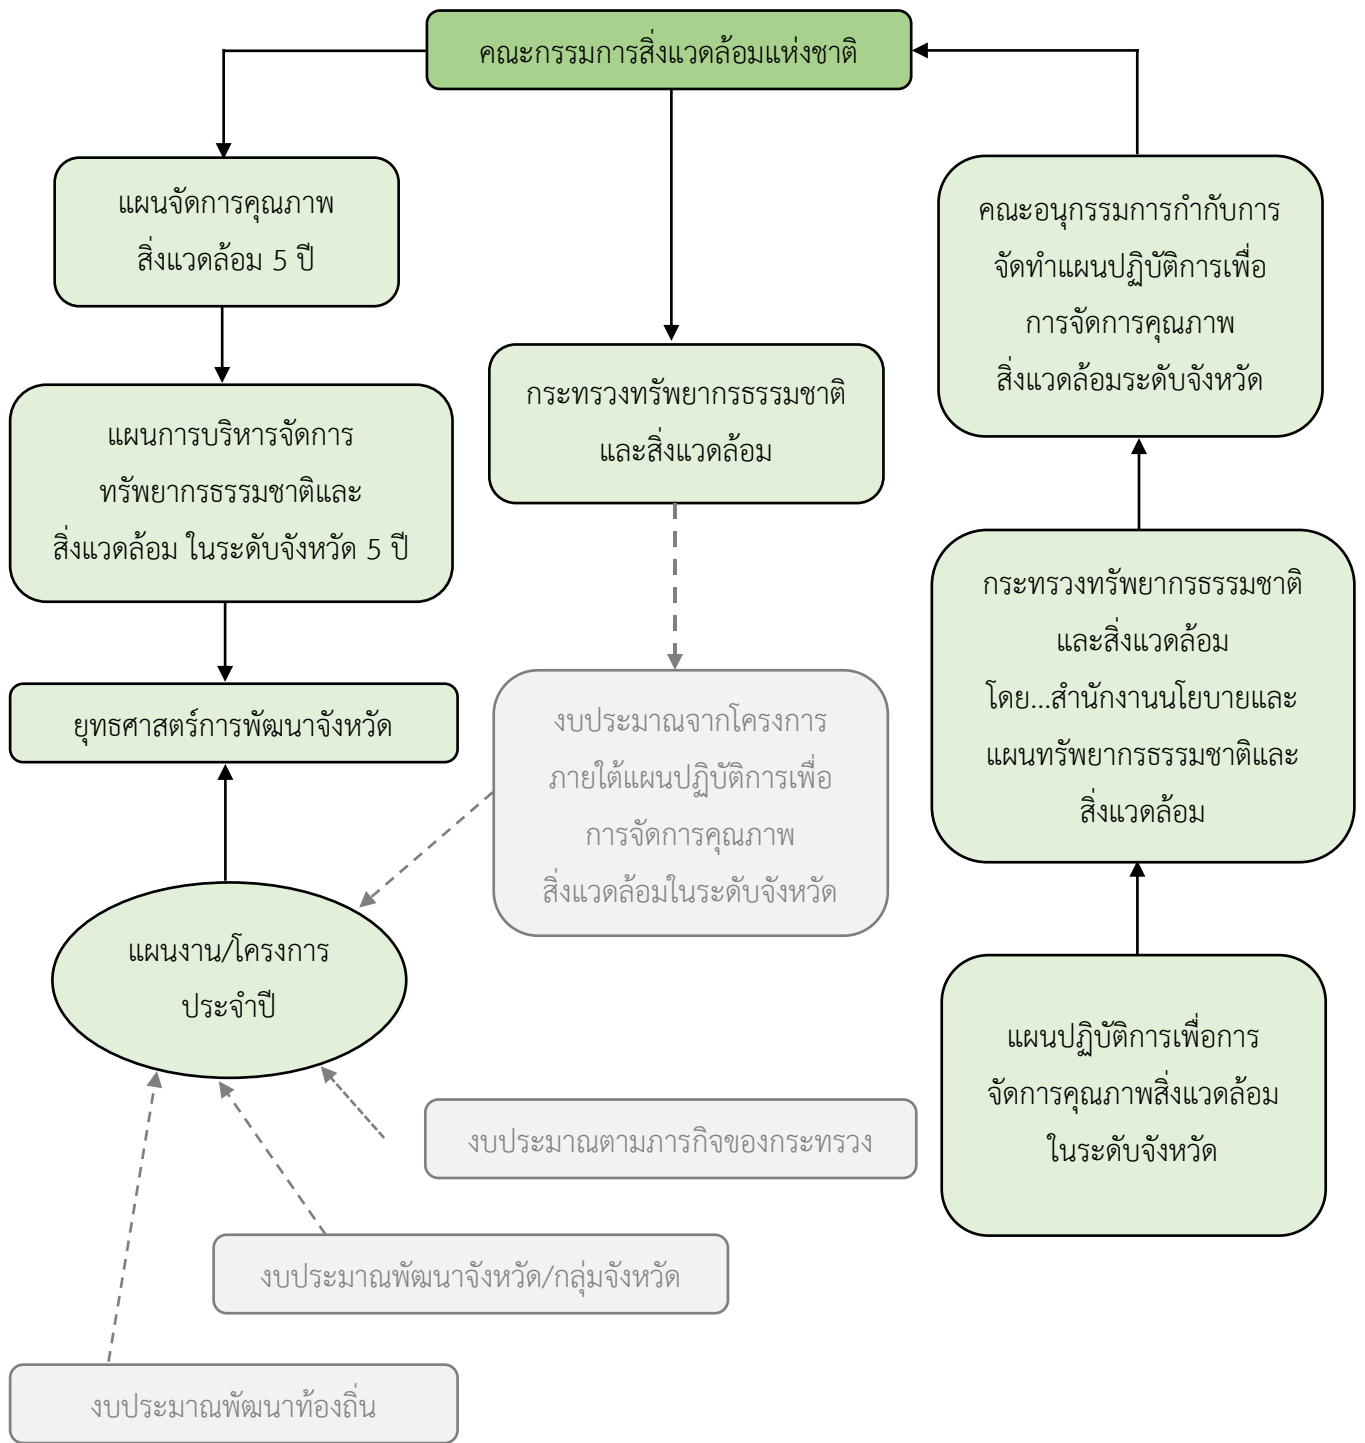 คณะกรรมการสิ่งแวดล้อมแห่งชาติ
แผนจัดการคุณภาพ
สิ่งแวดล้อม 5 ปี
แผนการบริหารจัดการ
ทรัพยากรธรรมชาติและ
สิ่งแวดล้อม ในระดับจังหวัด 5 ปี
ยุทธศาสตร์การพัฒนาจังหวัด
แผนงาน/โครงการ
ประจำปี
กระทรวงทรัพยากรธรรมชาติ
และสิ่งแวดล้อม
งบประมาณจากโครงการ
ภายใต้แผนปฏิบัติการเพื่อ
การจัดการคุณภาพ
สิ่งแวดล้อมในระดับจังหวัด
งบประมาณตามภารกิจของกระทรวง
งบประมาณพัฒนาจังหวัด/กลุ่มจังหวัด
งบประมาณพัฒนาท้องถิ่น
คณะอนุกรรมการกำกับการ
จัดทำแผนปฏิบัติการเพื่อ
การจัดการคุณภาพ
สิ่งแวดล้อมระดับจังหวัด
กระทรวงทรัพยากรธรรมชาติ
และสิ่งแวดล้อม
โดย...สำนักงานนโยบายและ
แผนทรัพยากรธรรมชาติและ
สิ่งแวดล้อม
แผนปฏิบัติการเพื่อการ
จัดการคุณภาพสิ่งแวดล้อม
ในระดับจังหวัด